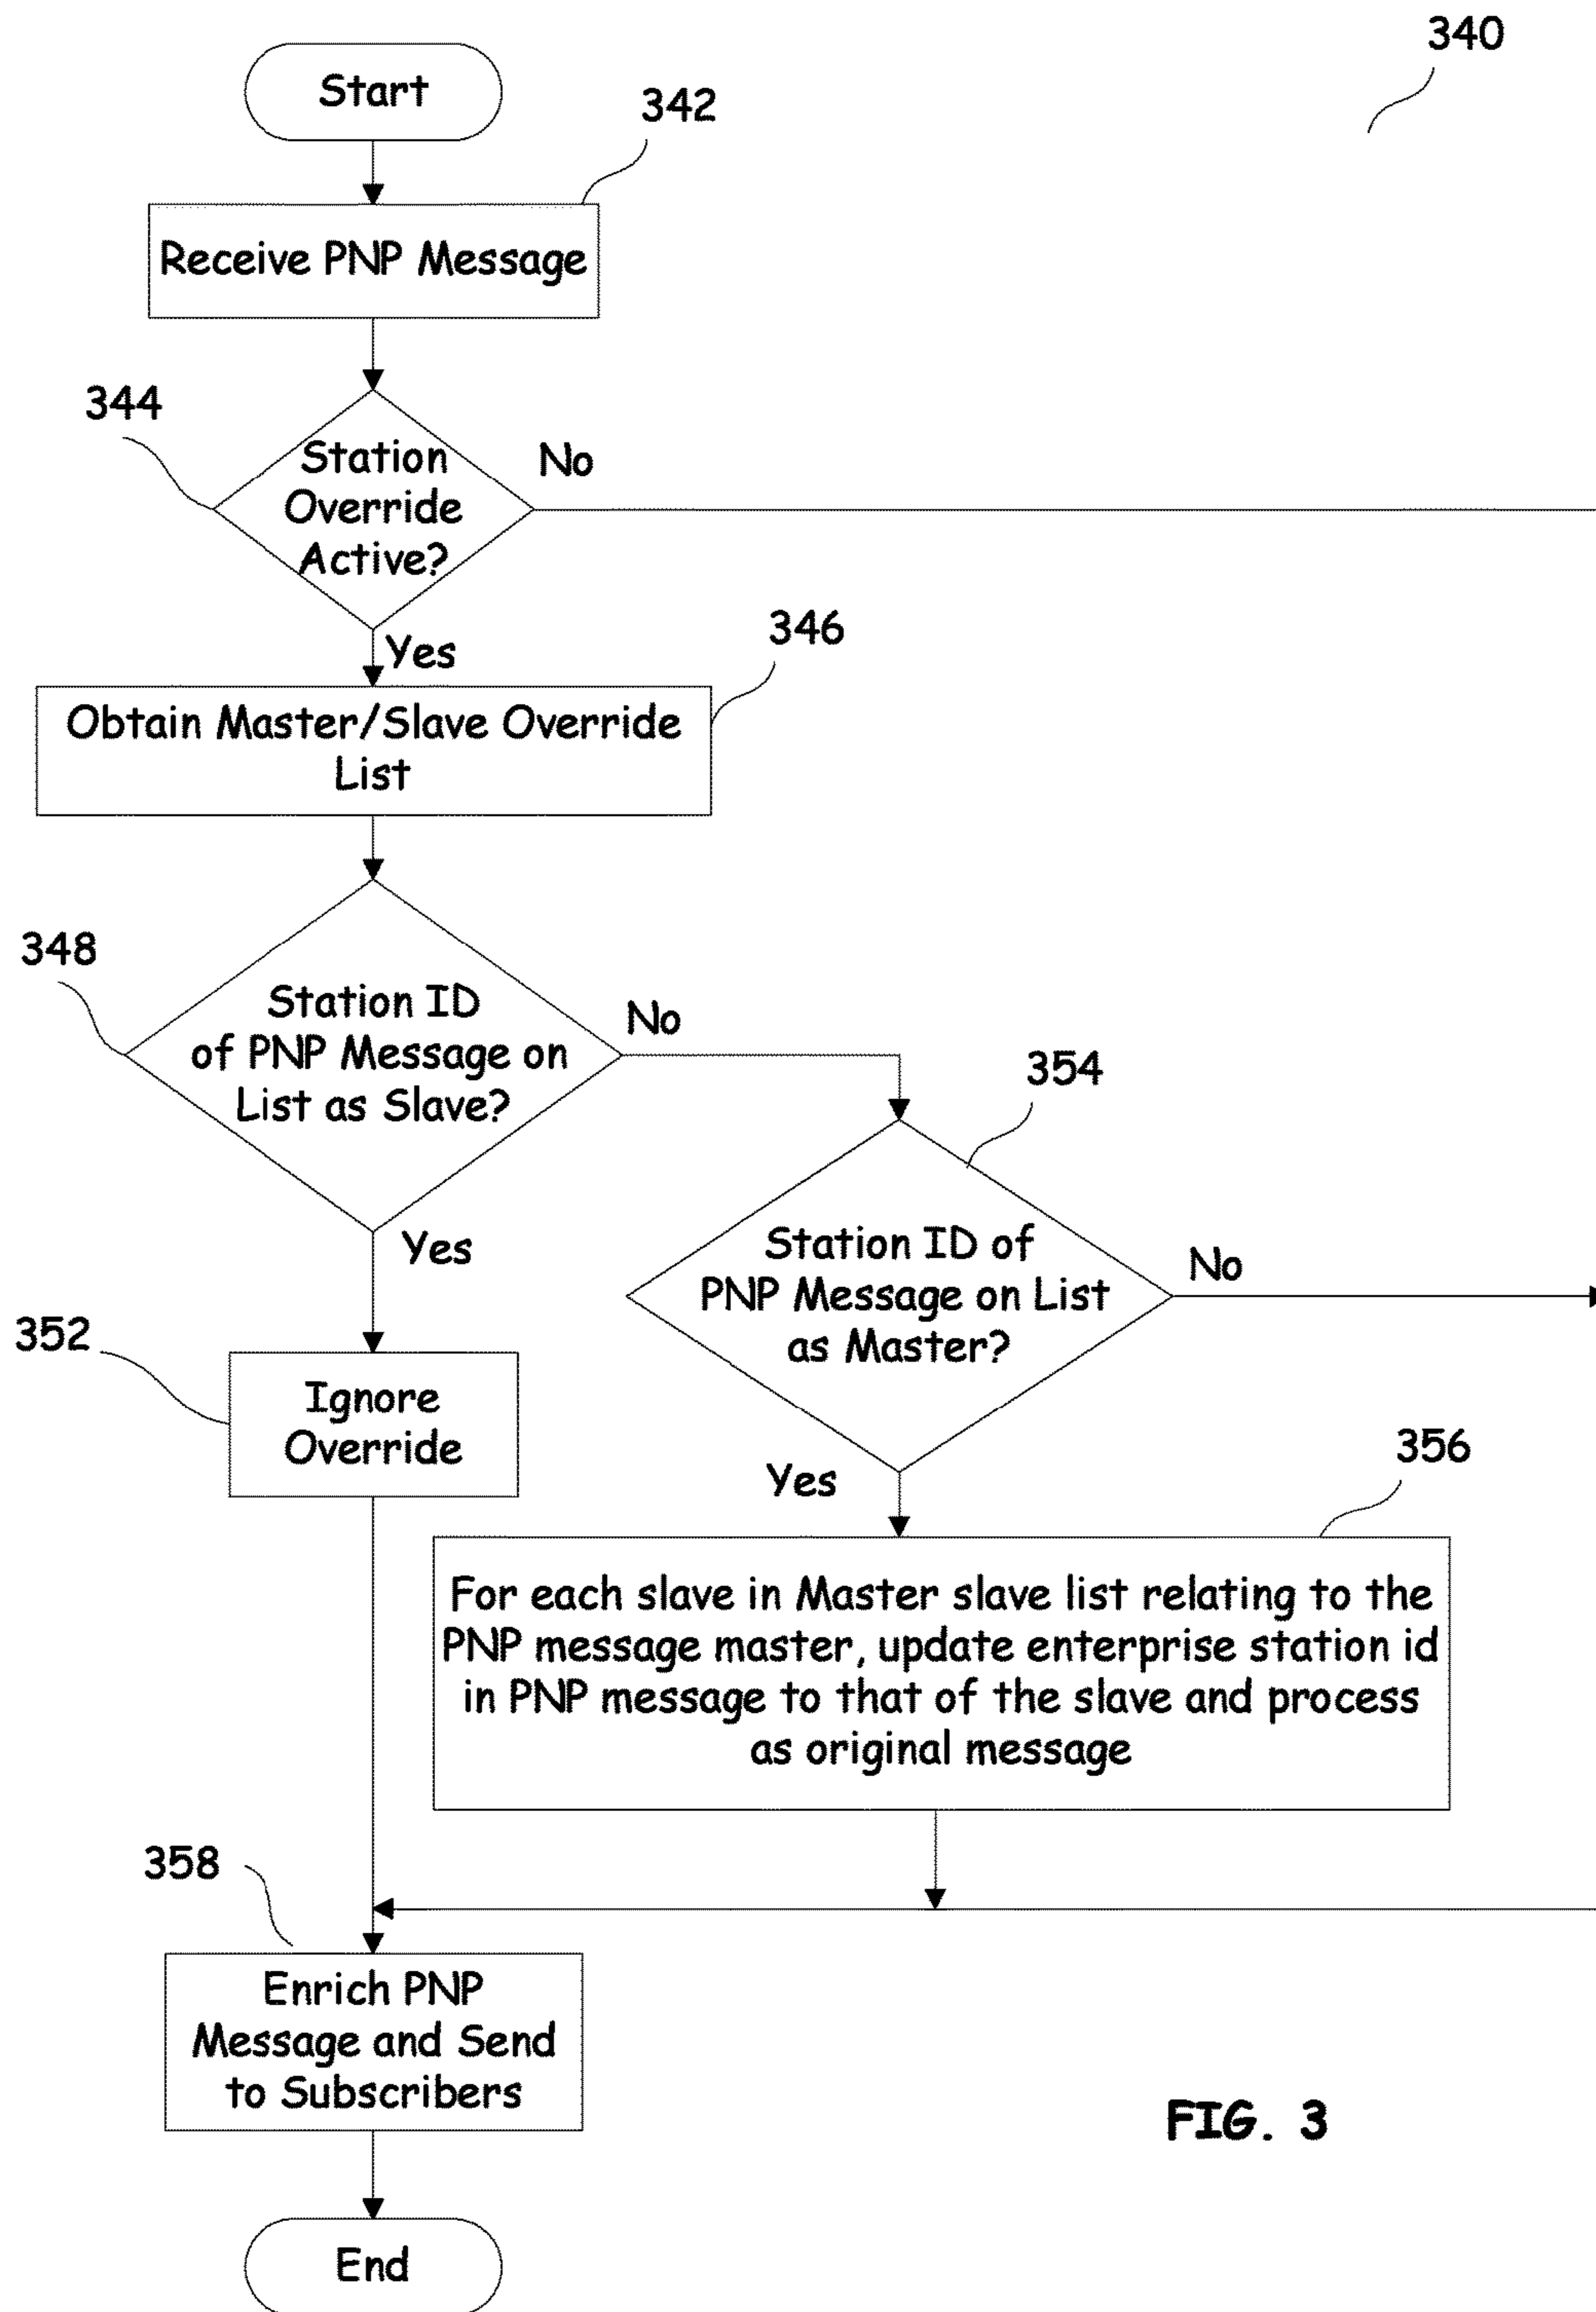 340
Start
342
Receive PNP Message
344
Station
Override
Active?
No
Yes
346
Obtain Master/Slave Override
List
348
Station ID
of PNP Message on
List as Slave?
No
354
Yes
Station ID of
PNP Message on List
as Master?
No
352
Ignore
Override
Yes
356
For each slave in Master slave list relating to the
PNP message master, update enterprise station id
in PNP message to that of the slave and process
as original message
358
Enrich PNP
Message and Send
to Subscribers
FIG. 3
End